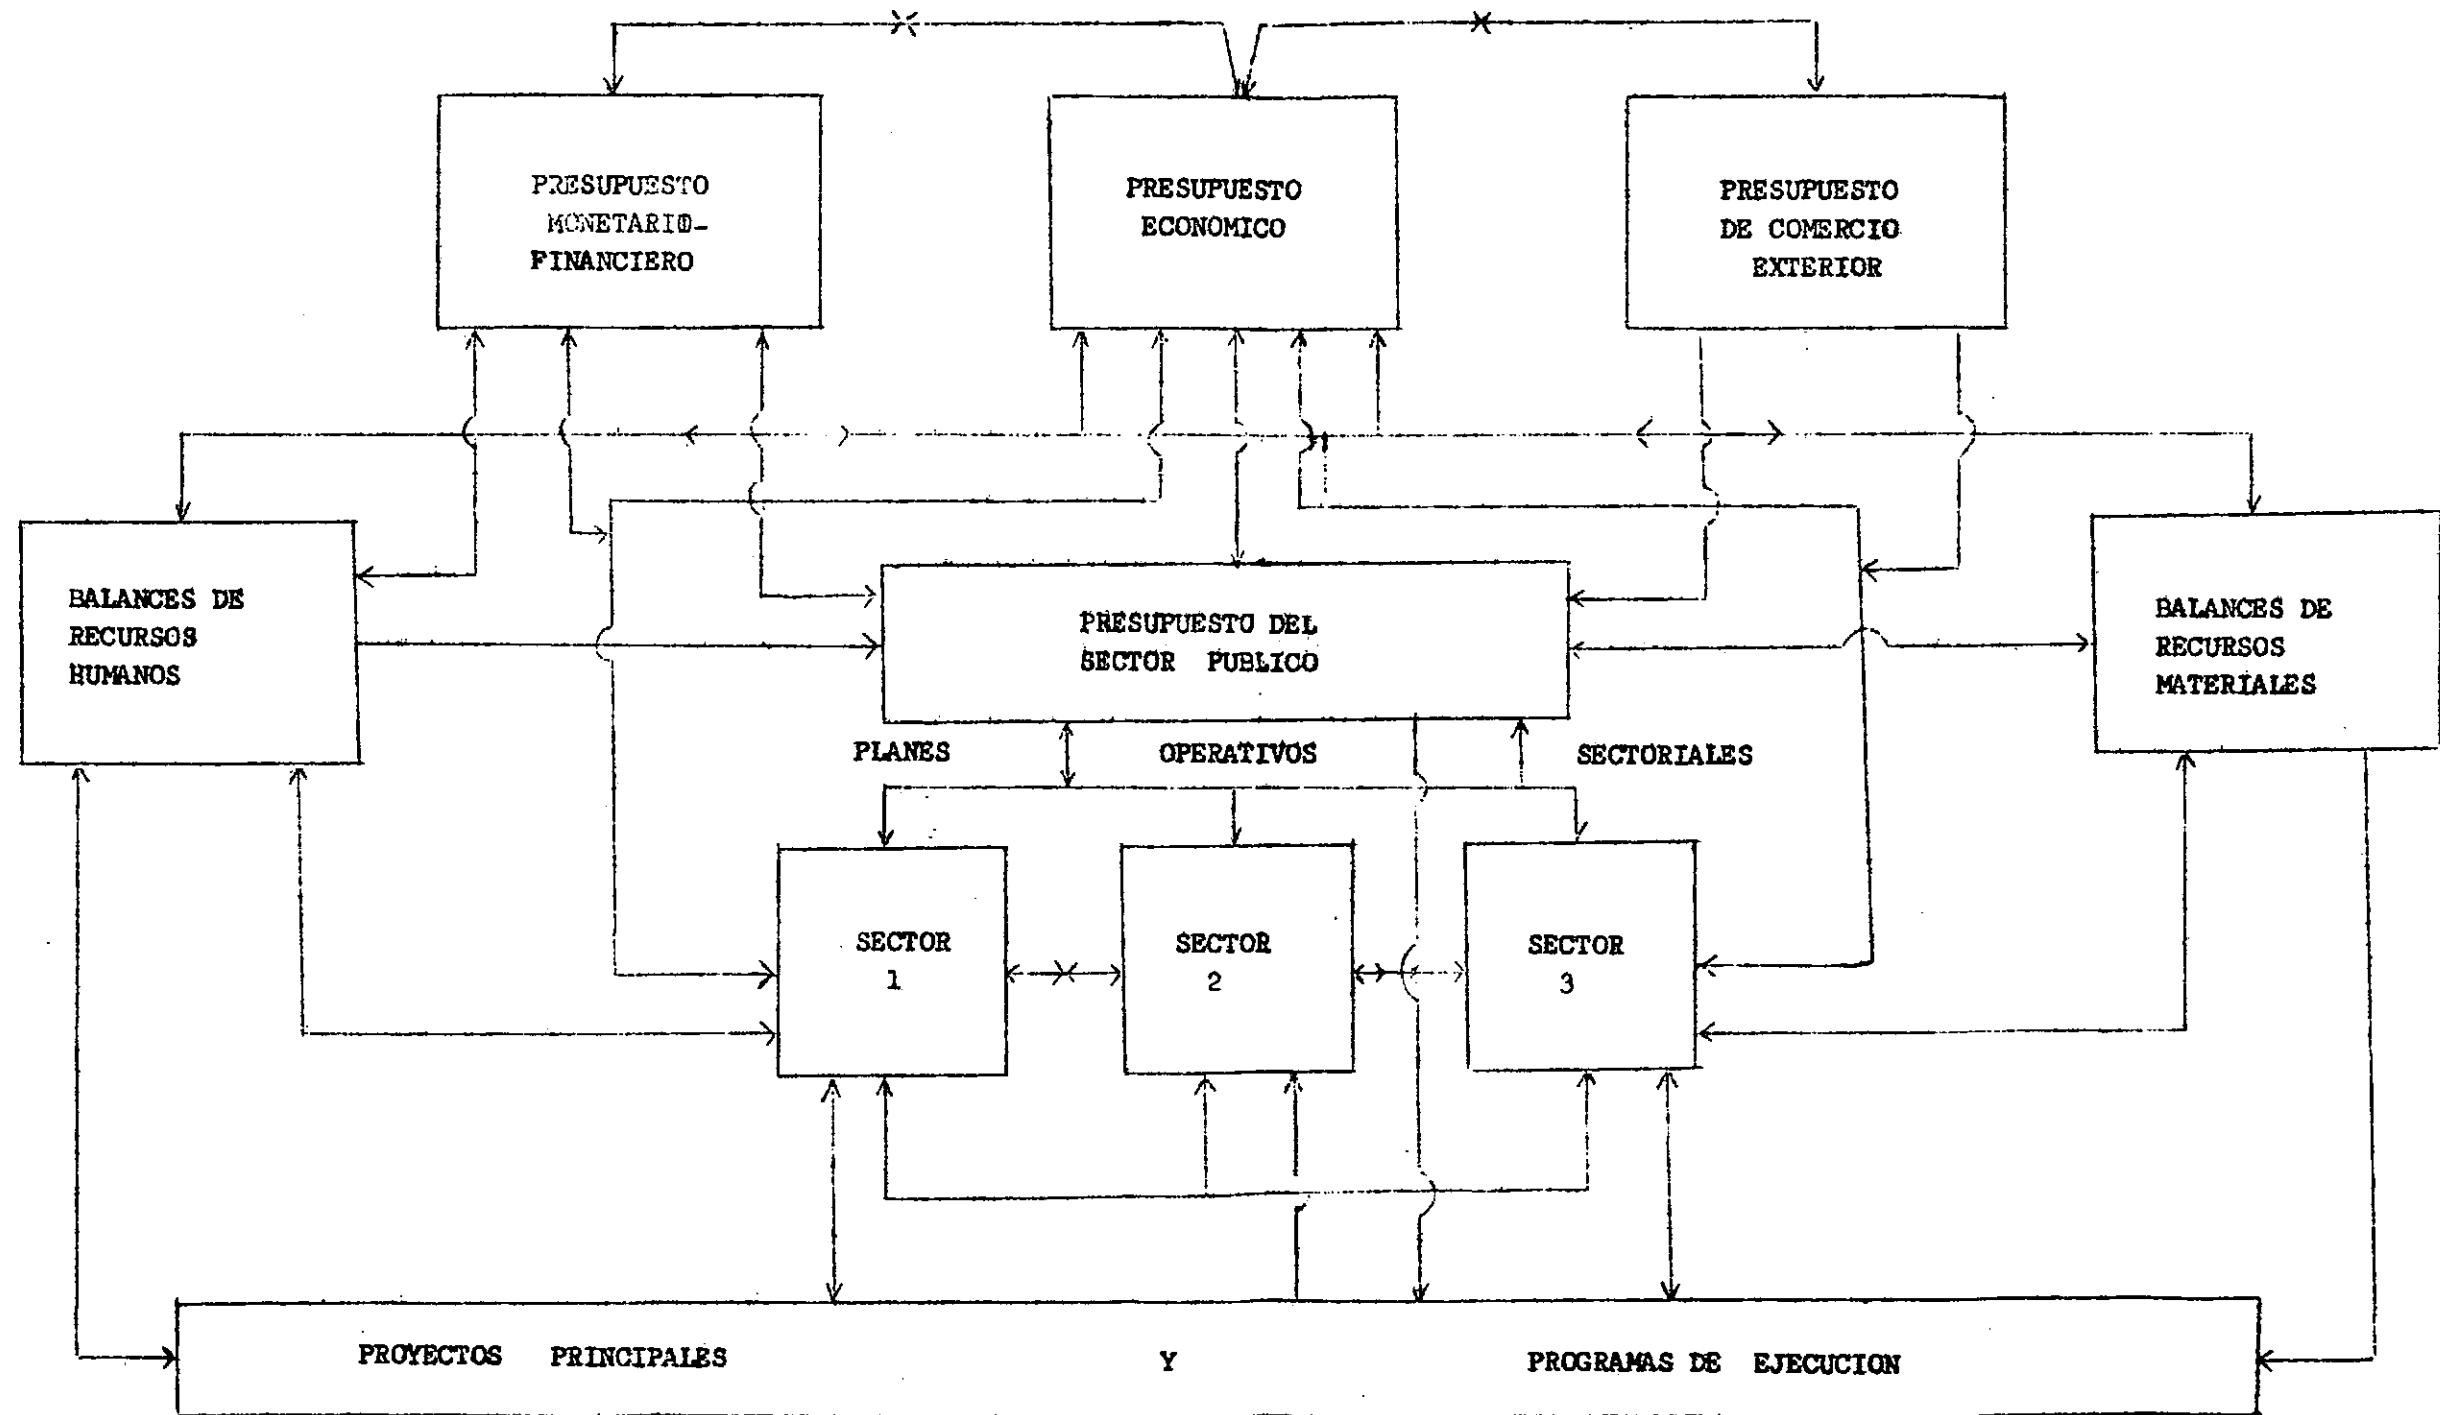 PRESUPUESTO
MONETARIO-
FINANCIERO
PRESUPUESTO
ECONOMICO
PRESUPUESTO
DE COMERCIO
EXTERIOR
BALANCES DE
RECURSOS
HUMANOS
PRESUPUESTO DEL
SECTOR PUBLICO
BALANCES DE
RECURSOS
MATERIALES
PLANES OPERATIVOS SECTORIALES
SECTOR
1
SECTOR
2
SECTOR
3
PROYECTOS PRINCIPALES Y PROGRAMAS DE EJECUCION